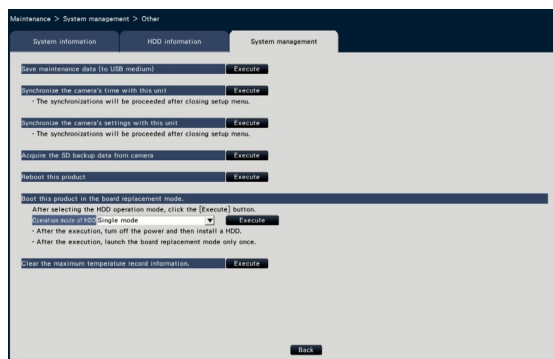 Maintenance > System management > Other
System information HDD information System management
Save maintenance data (to USB medium) Execute
Synchronize the camera's time with this unit Execute
・The synchronizations will be proceeded after closing setup menu.
Synchronize the camera's settings with this unit Execute
・The synchronizations will be proceeded after closing setup menu.
Acquire the SD backup data from camera Execute
Reboot this product Execute
Boot this product in the board replacement mode.
After selecting the HDD operation mode, click the [Execute] button.
Operation mode of HDD Single mode Execute
・After the execution, turn off the power and then install a HDD.
・After the execution, launch the board replacement mode only once.
Clear the maximum temperature record information. Execute
Back